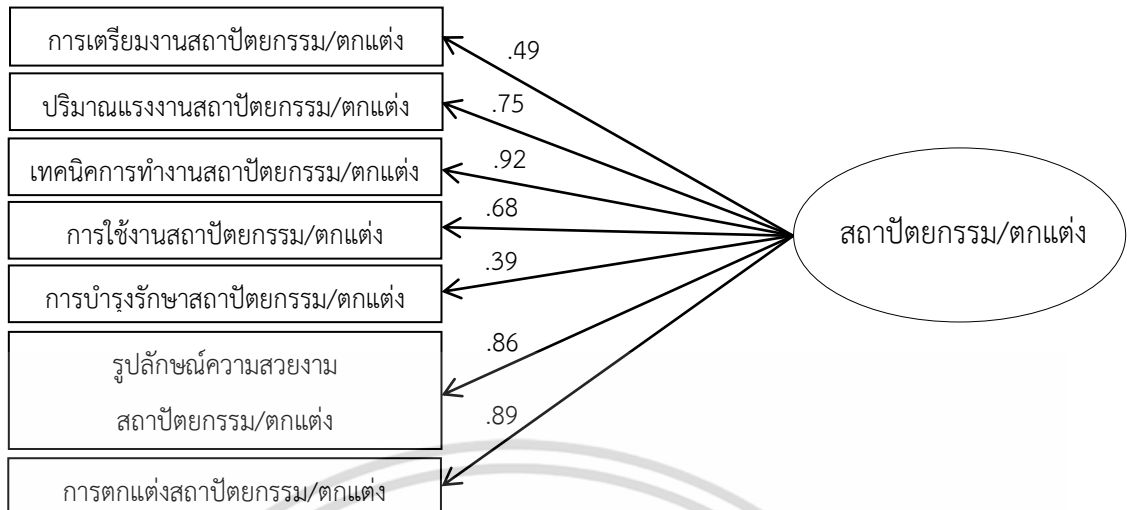 การเตรียมงานสถาปัตยกรรม/ตกแต่ง
.49
ปริมาณแรงงานสถาปัตยกรรม/ตกแต่ง
.75
เทคนิคการทำงานสถาปัตยกรรม/ตกแต่ง
.92
การใช้งานสถาปัตยกรรม/ตกแต่ง
.68
สถาปัตยกรรม/ตกแต่ง
การบำรุงรักษาสถาปัตยกรรม/ตกแต่ง
.39
รูปลักษณ์ความสวยงาม
สถาปัตยกรรม/ตกแต่ง
.86
การตกแต่งสถาปัตยกรรม/ตกแต่ง
.89